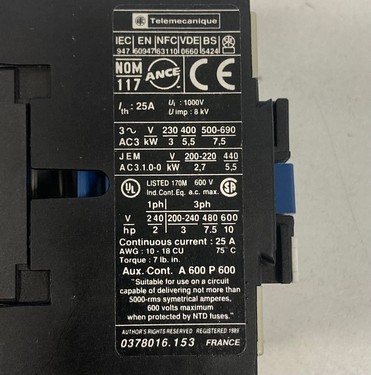 Telemecanique
IEC EN NFC VDE BS
947 60947 63110 0660 5424
NOM ANCE CE
117
Ith : 25A Ui : 1000V
U imp : 8 kV
3~ V 230 400 500-690
AC3 kW 3 5,5 7,5
JEM V 200-220 440
AC3.1.0-0 kW 2,7 5,5
UL LISTED 170M 600 V
Ind. Cont. Eq. a.c. max.
1ph 3ph
V 240 200-240 480 600
hp 2 3 7.5 10
Continuous current : 25 A
AWG : 10 - 18 CU
Torque : 7 lb. in.
Aux. Cont. A 600 P 600
"Suitable for use on a circuit
capable of delivering not more than
5000-rms symetrical amperes,
600 volts maximum
when protected by NTD fuses."
AUTHOR'S RIGHTS RESERVED REGISTERED 1989
0378016.153 FRANCE